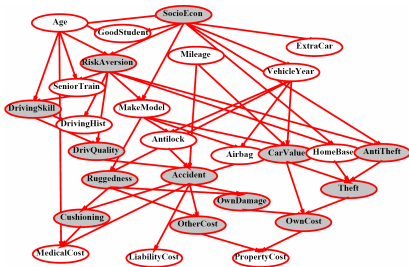 SocioEcon
Age
GoodStudent
ExtraCar
Mileage
RiskAversion
VehicleYear
SeniorTrain
DrivingSkill
MakeModel
DrivingHist
Antilock
DrivQuality
Airbag
CarValue
HomeBase
AntiTheft
Accident
Ruggedness
Theft
OwnDamage
Cushioning
OtherCost
OwnCost
MedicalCost
LiabilityCost
PropertyCost